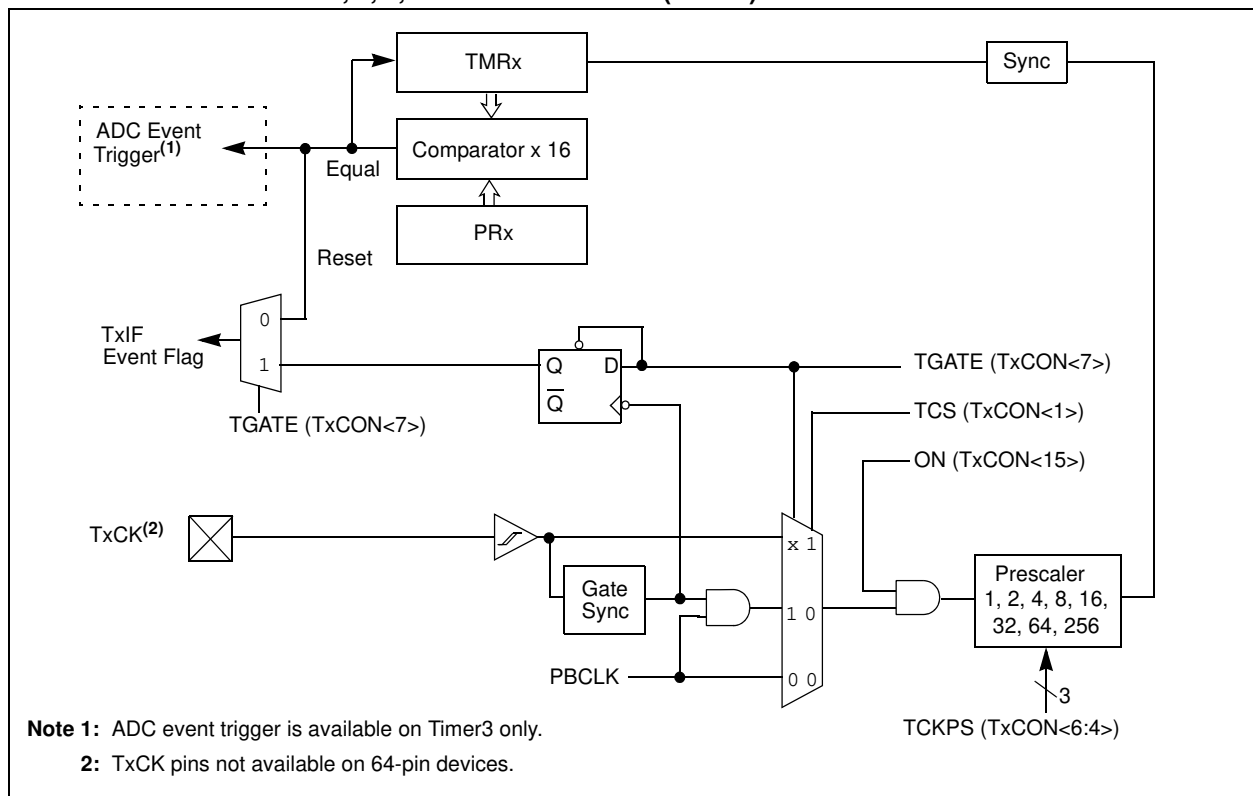 TMRx
Sync
ADC Event
Trigger(1)
Equal
Comparator x 16
PRx
Reset
0
TxIF
Event Flag
1
Q D
Q
TGATE (TxCON<7>)
TGATE (TxCON<7>)
TCS (TxCON<1>)
ON (TxCON<15>)
TxCK(2)
x 1
Gate
Sync
1 0
Prescaler
1, 2, 4, 8, 16,
32, 64, 256
PBCLK
0 0
3
TCKPS (TxCON<6:4>)
Note 1: ADC event trigger is available on Timer3 only.
2: TxCK pins not available on 64-pin devices.